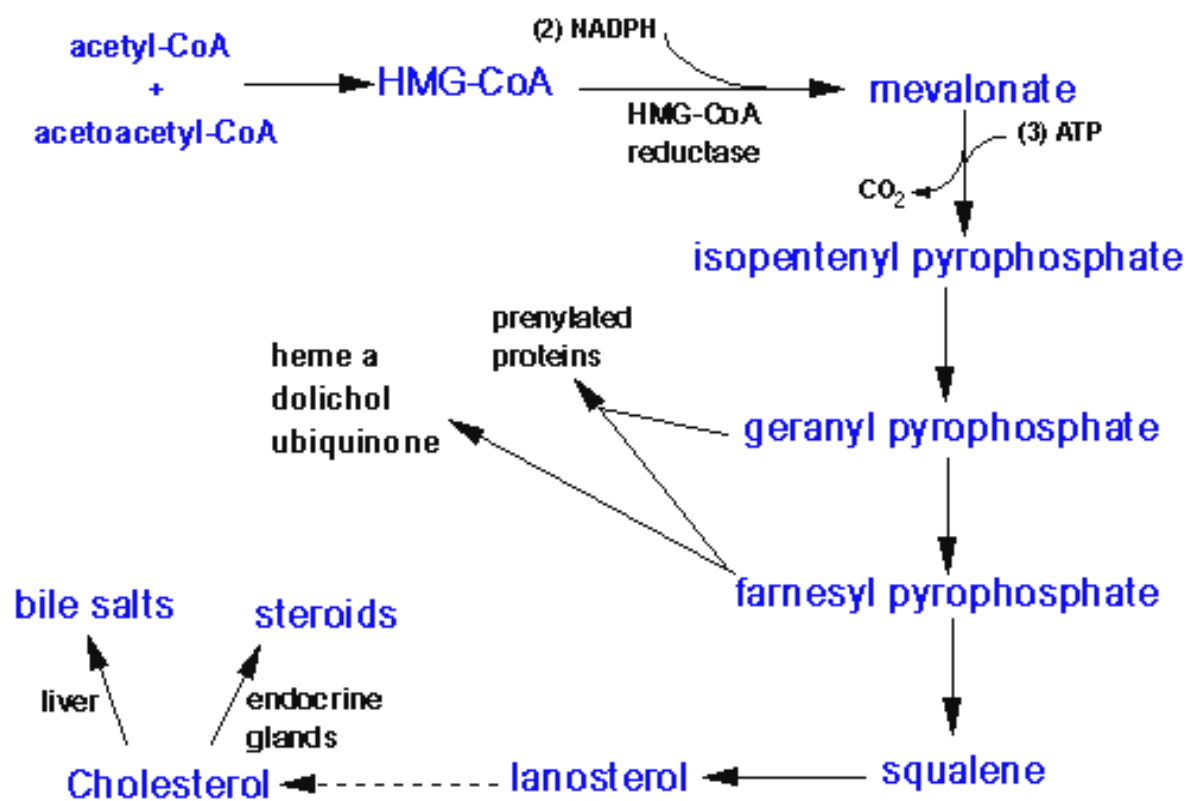 acetyl-CoA
+
acetoacetyl-CoA
HMG-CoA
(2) NADPH
HMG-CoA
reductase
mevalonate
(3) ATP
CO₂
isopentenyl pyrophosphate
prenylated
proteins
heme a
dolichol
ubiquinone
geranyl pyrophosphate
farnesyl pyrophosphate
bile salts
steroids
liver
endocrine
glands
Cholesterol
lanosterol
squalene